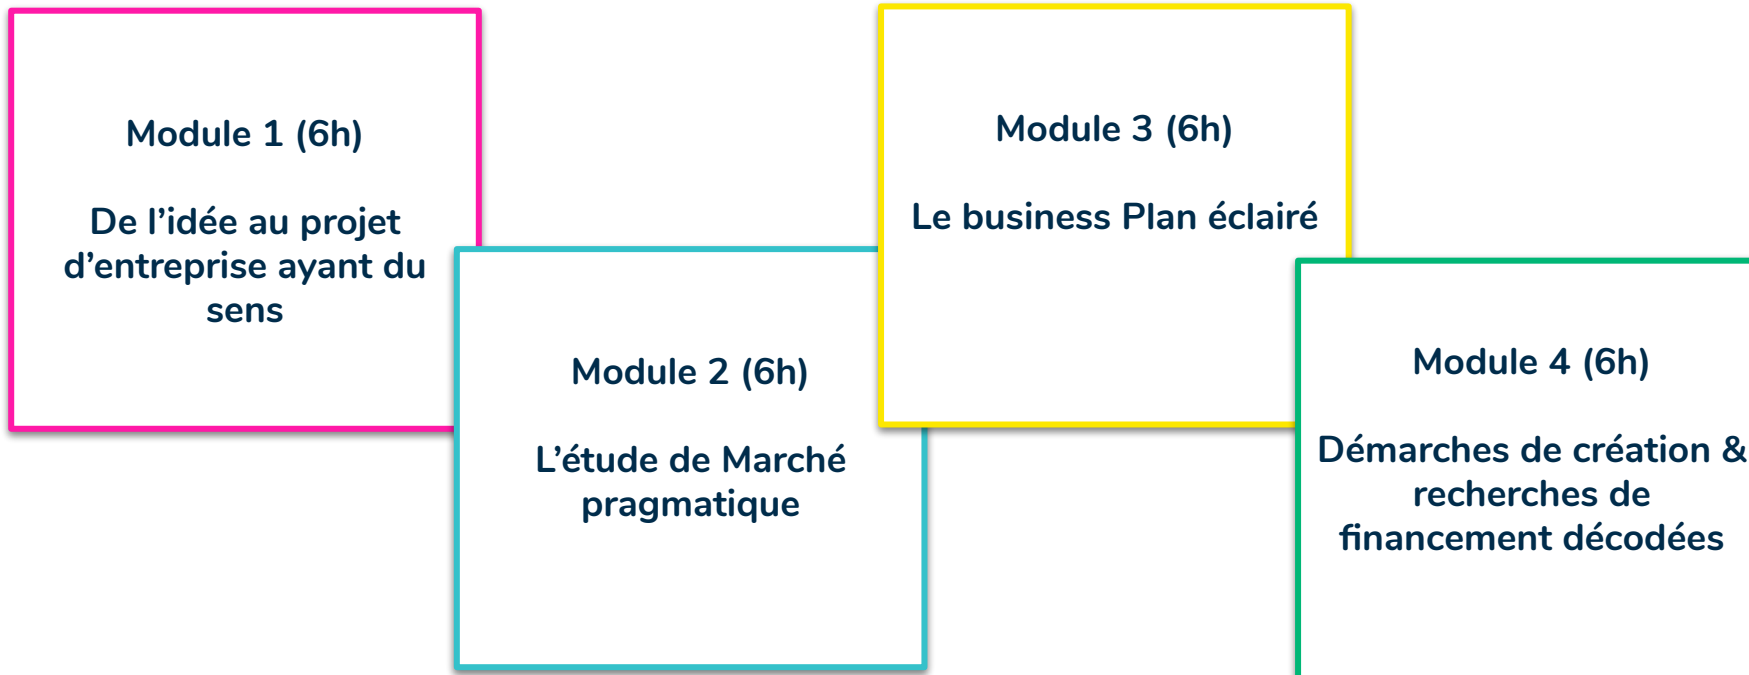 Module 1 (6h)
De l’idée au projet
d’entreprise ayant du
sens
Module 2 (6h)
L’étude de Marché
pragmatique
Module 3 (6h)
Le business Plan éclairé
Module 4 (6h)
Démarches de création &
recherches de
financement décodées